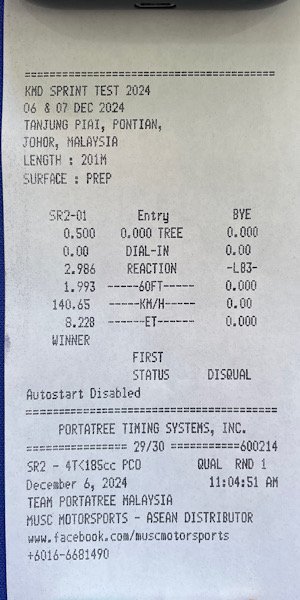 ========================================
KMD SPRINT TEST 2024
06 & 07 DEC 2024
TANJUNG PIAI, PONTIAN,
JOHOR, MALAYSIA
LENGTH : 201M
SURFACE : PREP
SR2-01 Entry BYE
0.500 0.000 TREE 0.000
0.00 DIAL-IN 0.00
2.986 REACTION -L83-
1.993 ------60FT------ 0.000
140.65 ------KM/H------ 0.00
8.228 ------ET------ 0.000
WINNER
FIRST
STATUS DISQUAL
Autostart Disabled
========================================
PORTATREE TIMING SYSTEMS, INC.
================ 29/30 ===========600214
SR2 - 4T<185cc PCO QUAL RND 1
December 6, 2024 11:04:51 AM
TEAM PORTATREE MALAYSIA
MUSC MOTORSPORTS - ASEAN DISTRIBUTOR
www.facebook.com/muscmotorsports
+6016-6681490